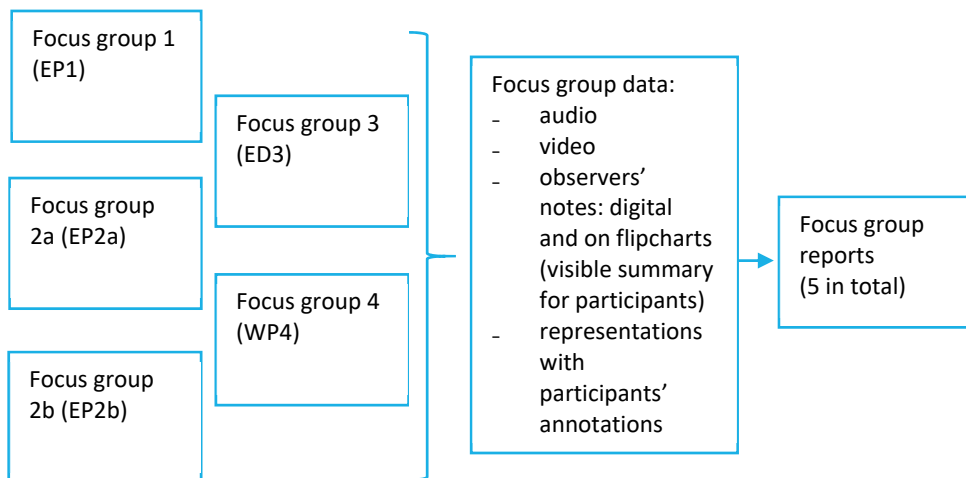 Focus group 1
(EP1)
Focus group
2a (EP2a)
Focus group
2b (EP2b)
Focus group 3
(ED3)
Focus group 4
(WP4)
Focus group data:
- audio
- video
- observers’
notes: digital
and on flipcharts
(visible summary
for participants)
- representations
with
participants’
annotations
Focus group
reports
(5 in total)